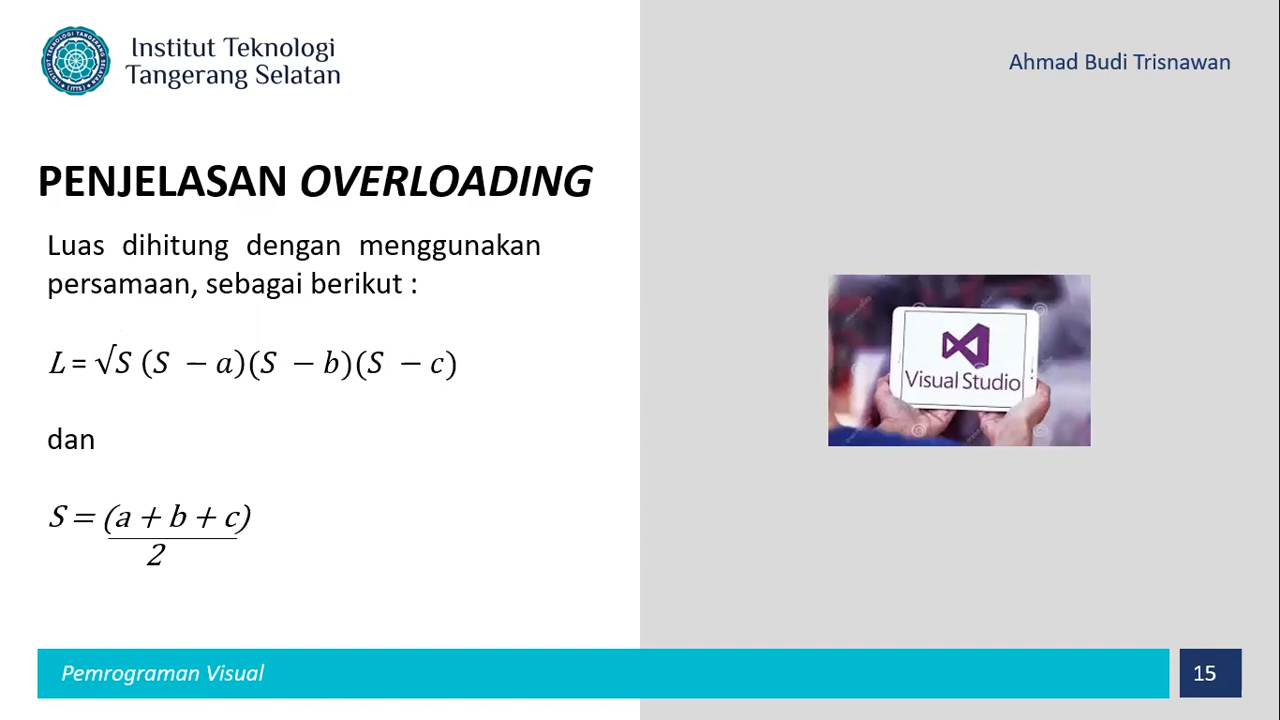 Institut Teknologi
Tangerang Selatan
Ahmad Budi Trisnawan
PENJELASAN OVERLOADING
Luas dihitung dengan menggunakan
persamaan, sebagai berikut :
L = √S (S − a)(S − b)(S − c)
dan
S = (a + b + c)
2
Visual Studio
Pemrograman Visual
15